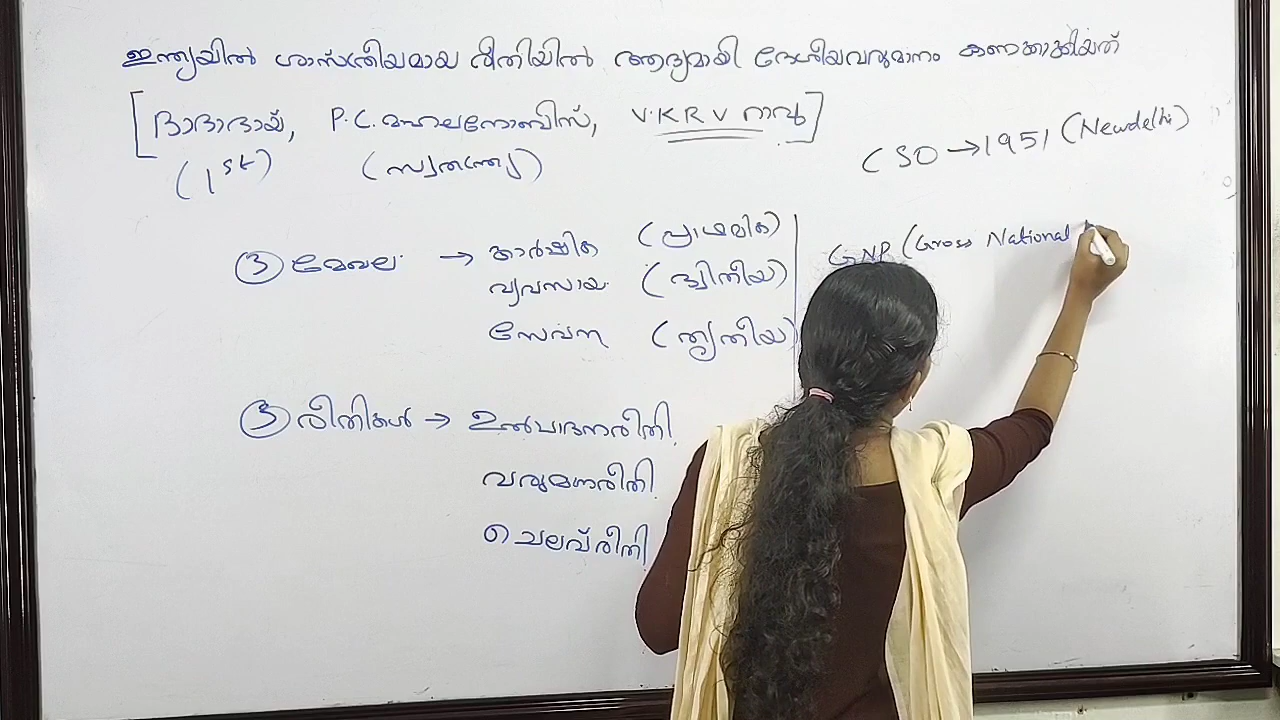 ഇന്ത്യയിൽ ശാസ്ത്രീയമായ രീതിയിൽ ആദ്യമായി ദേശീയവരുമാനം കണക്കാക്കിയത്
[ദാദാഭായ്, P.C. മഹലനോബിസ്, V.K R V റാവു]
(1st) (സ്വതന്ത്ര്യ)
CSO →1951 (Newdelhi)
③ മേഖല → കാർഷിക (പ്രാഥമിക)
വ്യവസായ (ദ്വിതീയ)
സേവന (തൃതീയ)
GNP (Gross National
③ രീതികൾ → ഉൽപാദനരീതി
വരുമാനരീതി
ചെലവ്രീതി